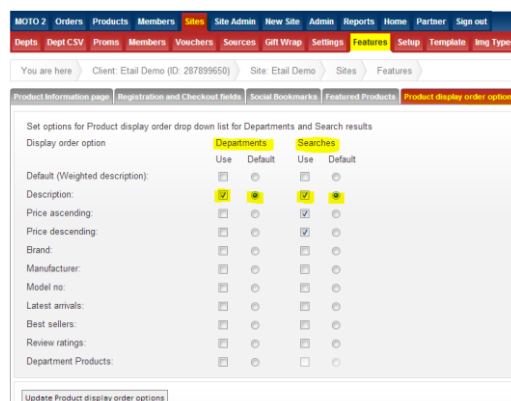 MOTO 2 Orders Products Members Sites Site Admin New Site Admin Reports Home Partner Sign out
Depts Dept CSV Proms Members Vouchers Sources Gift Wrap Settings Features Setup Template Img Type
You are here Client: Etail Demo (ID: 287899650) Site: Etail Demo Sites Features
Product Information page Registration and Checkout fields Social Bookmarks Featured Products Product display order option
Set options for Product display order drop down list for Departments and Search results
Display order option Departments Searches
Use Default Use Default
Default (Weighted description):
Description:
Price ascending:
Price descending:
Brand:
Manufacturer:
Model no:
Latest arrivals:
Best sellers:
Review ratings:
Department Products:
Update Product display order options